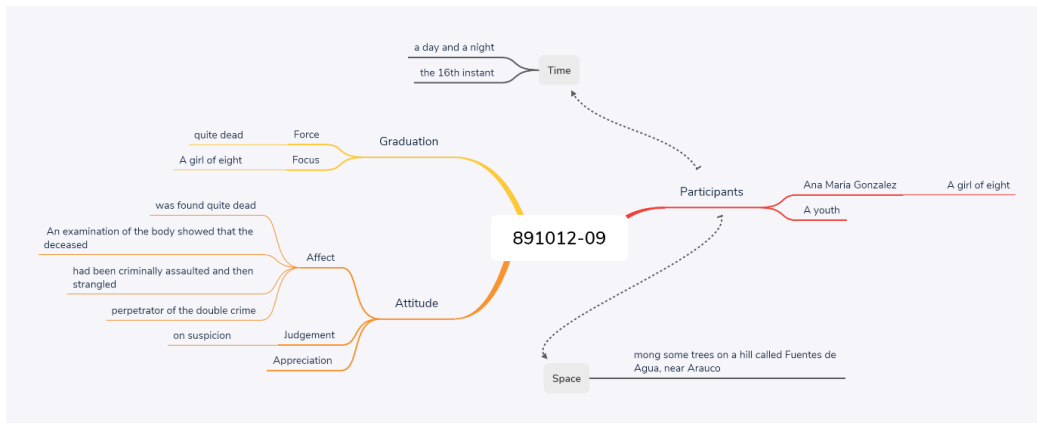 a day and a night
the 16th instant
Time
quite dead
Force
Graduation
A girl of eight
Focus
Participants
Ana Maria Gonzalez
A girl of eight
A youth
891012-09
was found quite dead
An examination of the body showed that the
deceased
Affect
had been criminally assaulted and then
strangled
perpetrator of the double crime
Attitude
on suspicion
Judgement
Appreciation
mong some trees on a hill called Fuentes de
Agua, near Arauco
Space